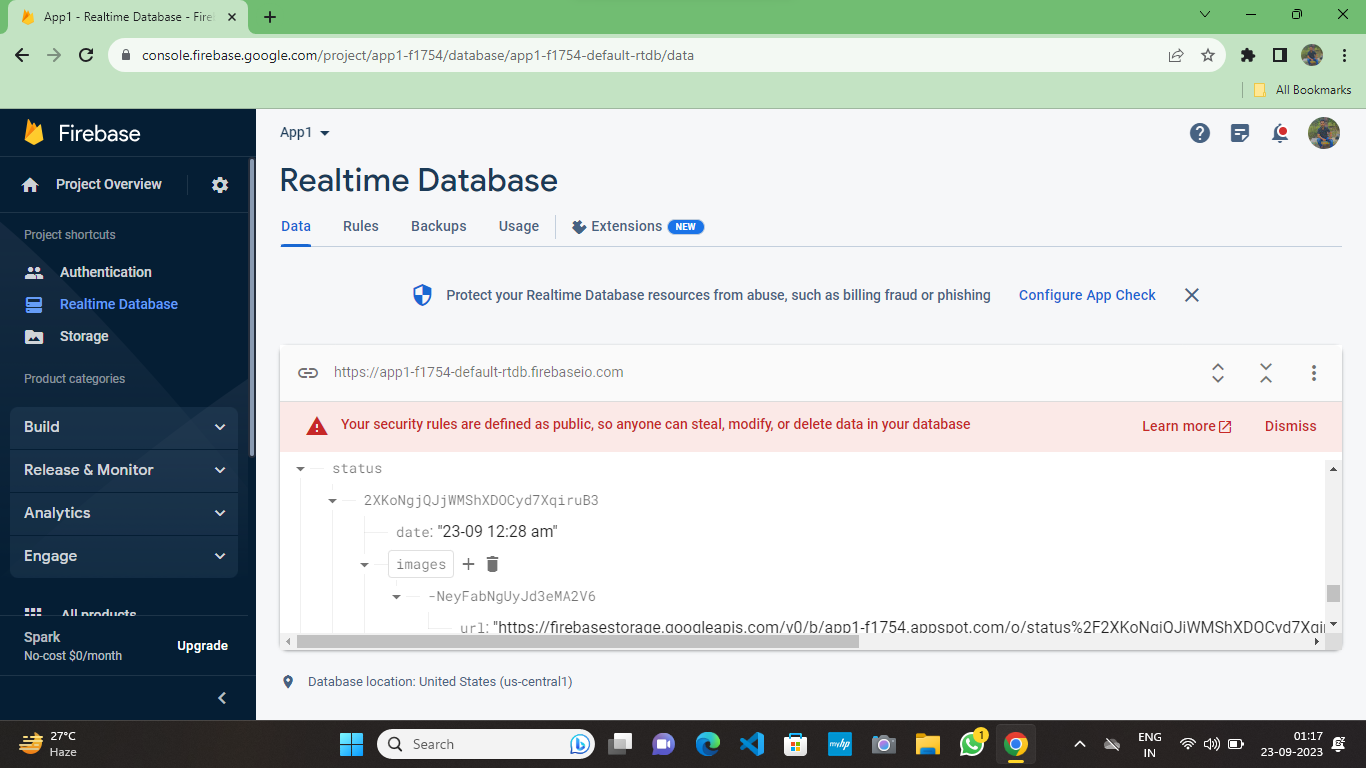 App1 - Realtime Database - Fire
console.firebase.google.com/project/app1-f1754/database/app1-f1754-default-rtdb/data
All Bookmarks
Firebase
Project Overview
Project shortcuts
Authentication
Realtime Database
Storage
Product categories
Build
Release & Monitor
Analytics
Engage
All products
Spark
No-cost $0/month
Upgrade
App1
Realtime Database
Data Rules Backups Usage Extensions NEW
Protect your Realtime Database resources from abuse, such as billing fraud or phishing Configure App Check
https://app1-f1754-default-rtdb.firebaseio.com
Your security rules are defined as public, so anyone can steal, modify, or delete data in your database Learn more Dismiss
status
2XKoNgjQJjWMShXDOCyd7XqiruB3
date: "23-09 12:28 am"
images
-NeyFabNgUyJd3eMA2V6
url: "https://firebasestorage.googleapis.com/v0/b/app1-f1754.appspot.com/o/status%2F2XKoNgjQJjWMShXDOCyd7Xqir
Database location: United States (us-central1)
27°C
Haze
Search
myhp
1
ENG
IN
01:17
23-09-2023